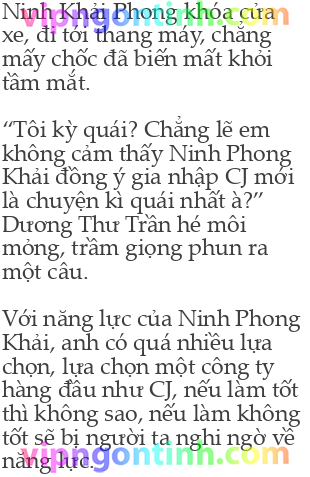 Ninh Khải Phong khóa cửa
xe, đi tới thang máy, chẳng
mấy chốc đã biến mất khỏi
tầm mắt.
“Tôi kỳ quái? Chẳng lẽ em
không cảm thấy Ninh Phong
Khải đồng ý gia nhập CJ mới
là chuyện kì quái nhất à?”
Dương Thư Trần hé môi
mỏng, trầm giọng phun ra
một câu.
Với năng lực của Ninh Phong
Khải, anh có quá nhiều lựa
chọn, lựa chọn một công ty
hàng đầu như CJ, nếu làm tốt
thì không sao, nếu làm không
tốt sẽ bị người ta nghi ngờ về
năng lực.
vipngontinh.com
vipngontinh.com